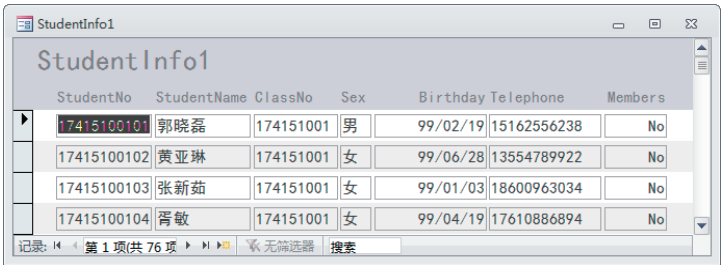 StudentInfo1
StudentInfo1
StudentNo StudentName ClassNo Sex Birthday Telephone Members
17415100101 郭晓磊 174151001 男 99/02/19 15162556238 No
17415100102 黄亚琳 174151001 女 99/06/28 13554789922 No
17415100103 张新茹 174151001 女 99/01/03 18600963034 No
17415100104 胥敏 174151001 女 99/04/19 17610886894 No
记录: 第 1 项(共 76 项 无筛选器 搜索